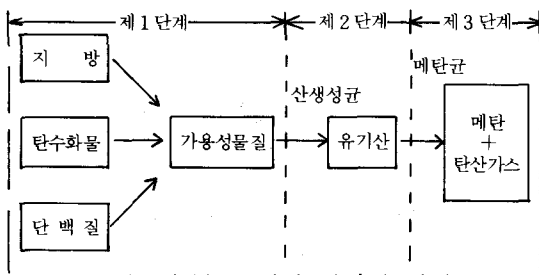 제1단계 제2단계 제3단계
지 방
탄수화물
단 백 질
가용성물질
산생성균
유기산
메탄균
메탄
+
탄산가스